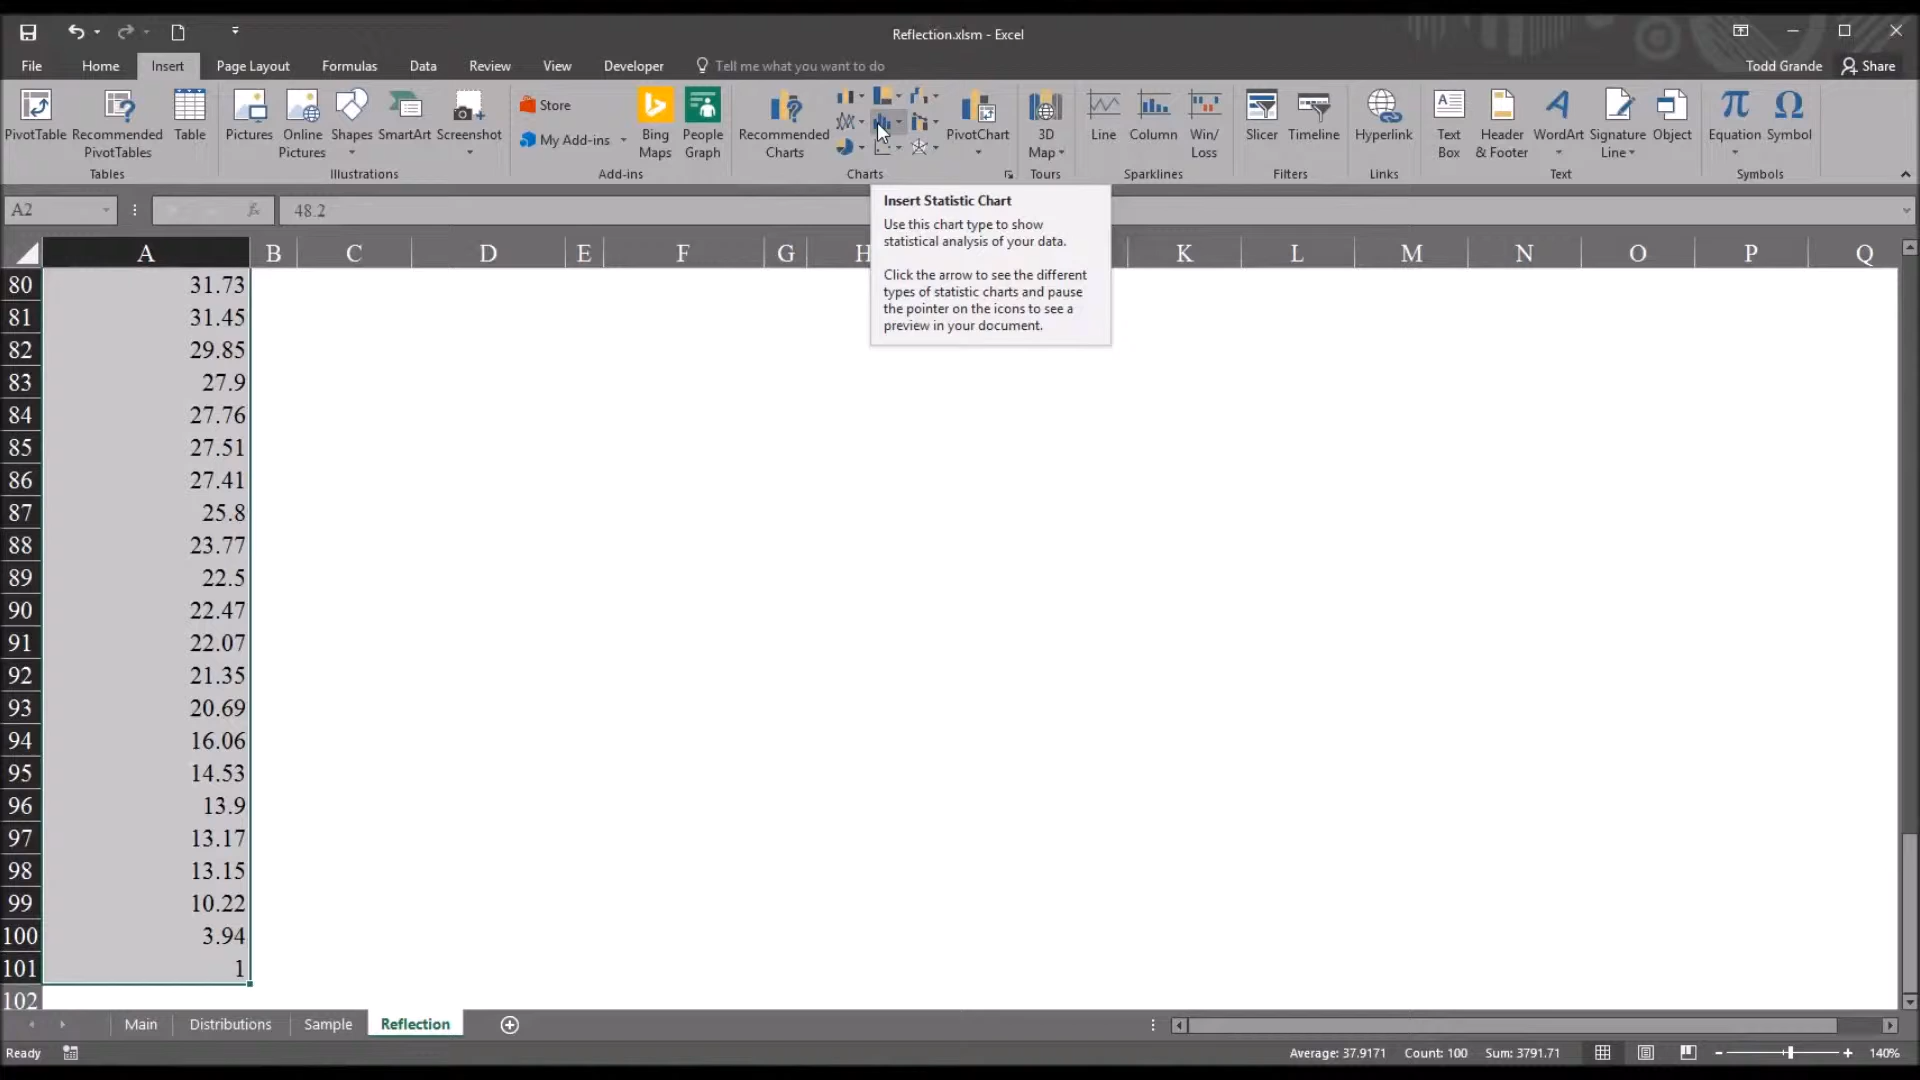 Reflection.xlsm - Excel
File Home Insert Page Layout Formulas Data Review View Developer Tell me what you want to do Todd Grande Share
PivotTable
Recommended
PivotTables
Table
Tables
Pictures
Online
Pictures
Shapes
SmartArt
Screenshot
Illustrations
Store
My Add-ins
Bing
Maps
People
Graph
Add-ins
Recommended
Charts
PivotChart
Charts
3D
Map
Tours
Line
Column
Win/
Loss
Sparklines
Slicer
Timeline
Filters
Hyperlink
Links
Text
Box
Header
& Footer
WordArt
Signature
Line
Object
Text
Equation
Symbol
Symbols
A2 fx 48.2
Insert Statistic Chart
Use this chart type to show
statistical analysis of your data.
Click the arrow to see the different
types of statistic charts and pause
the pointer on the icons to see a
preview in your document.
A B C D E F G H K L M N O P Q
80 31.73
81 31.45
82 29.85
83 27.9
84 27.76
85 27.51
86 27.41
87 25.8
88 23.77
89 22.5
90 22.47
91 22.07
92 21.35
93 20.69
94 16.06
95 14.53
96 13.9
97 13.17
98 13.15
99 10.22
100 3.94
101 1
102
Main Distributions Sample Reflection
Ready Average: 37.9171 Count: 100 Sum: 3791.71 140%